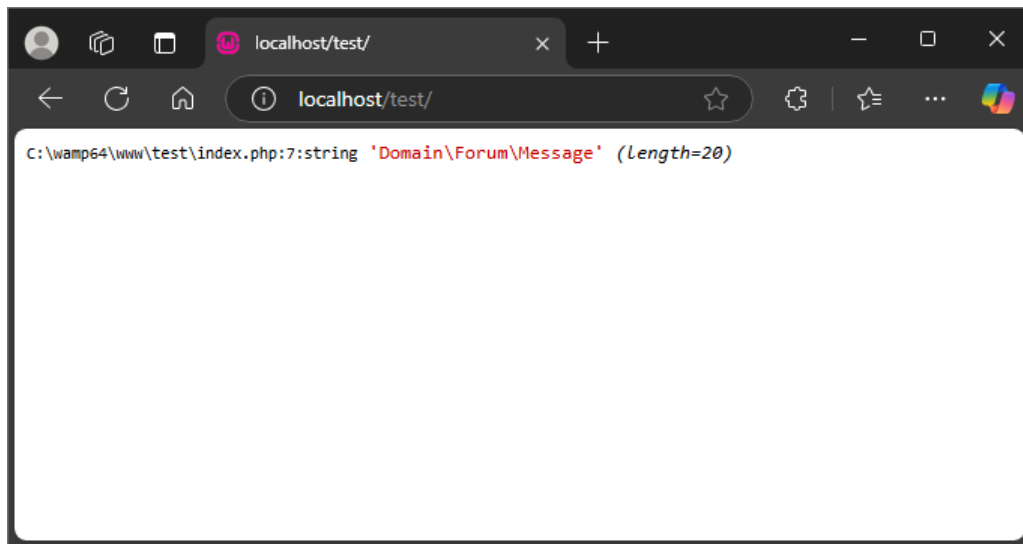 localhost/test/
localhost/test/
C:\wamp64\www\test\index.php:7:string 'Domain\Forum\Message' (length=20)